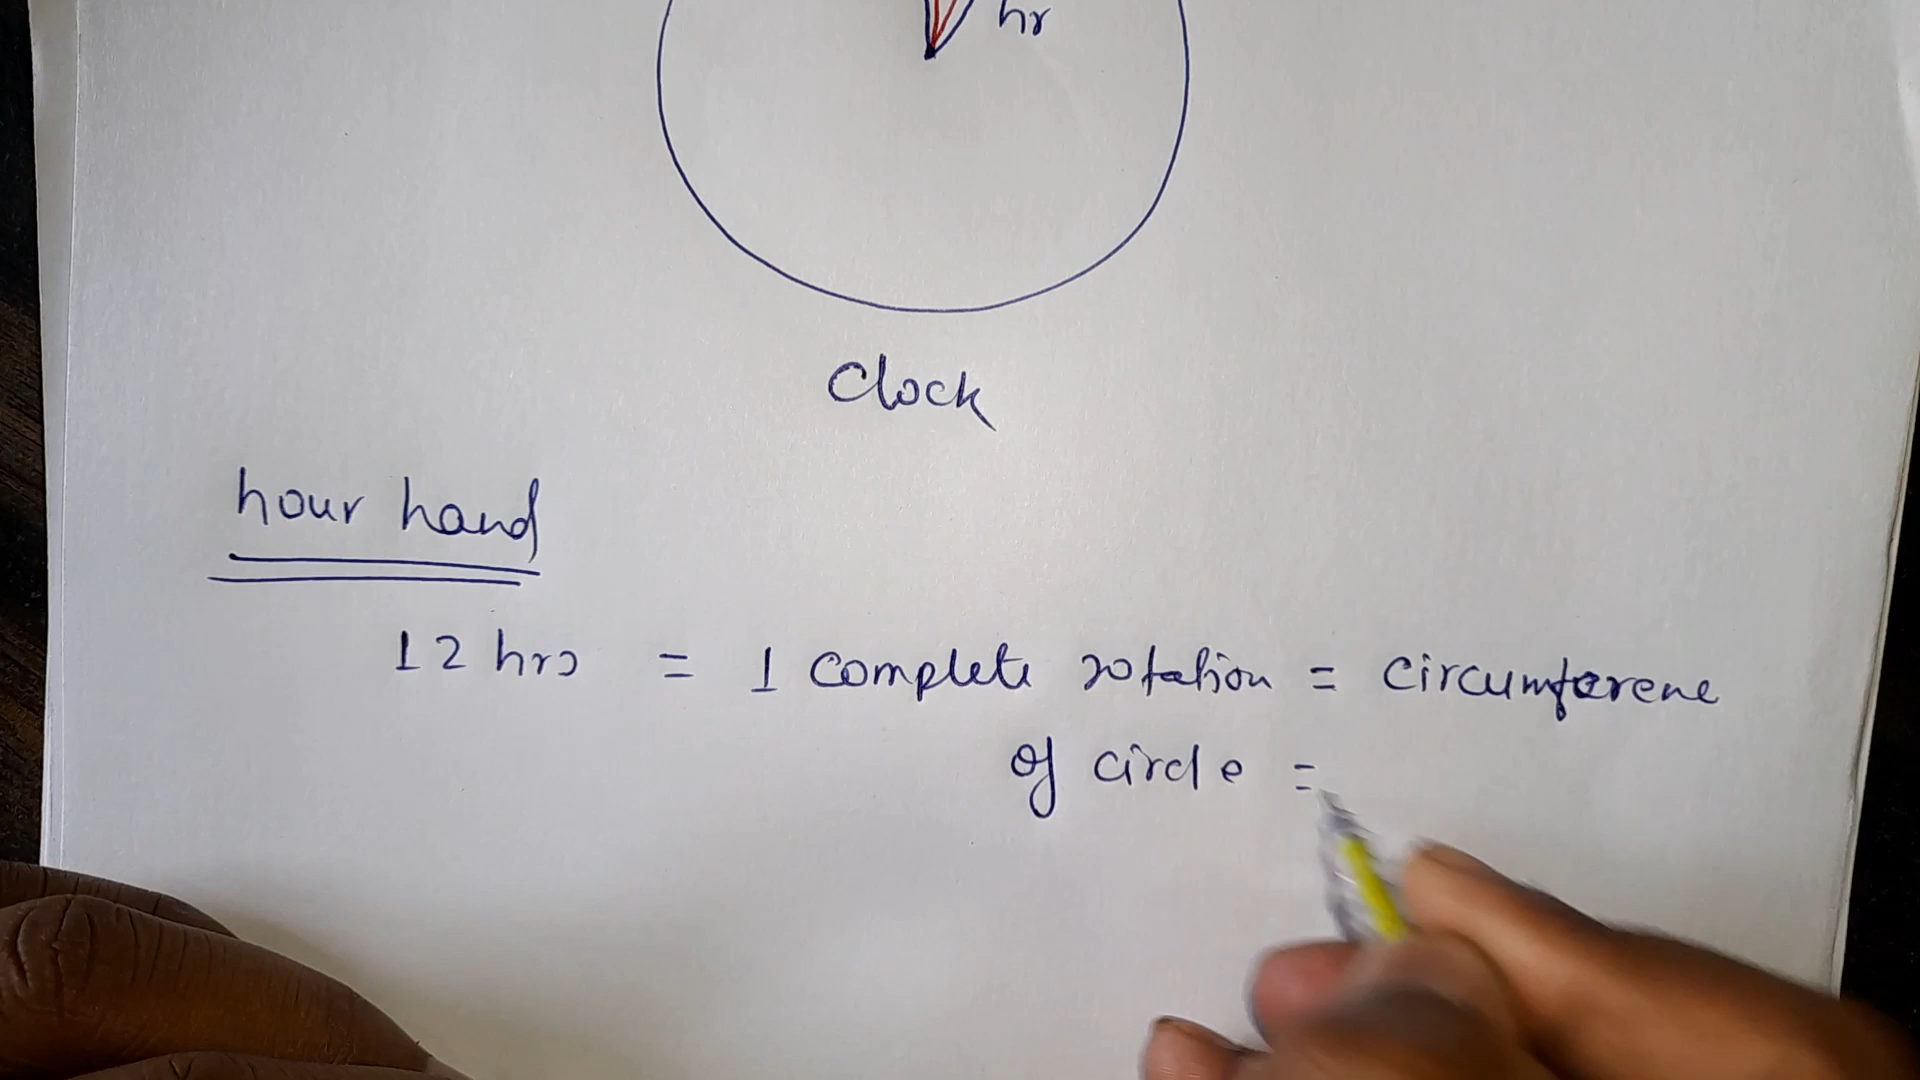 hr
Clock
hour hand
12 hrs = 1 complete rotation = circumferene
of circle =